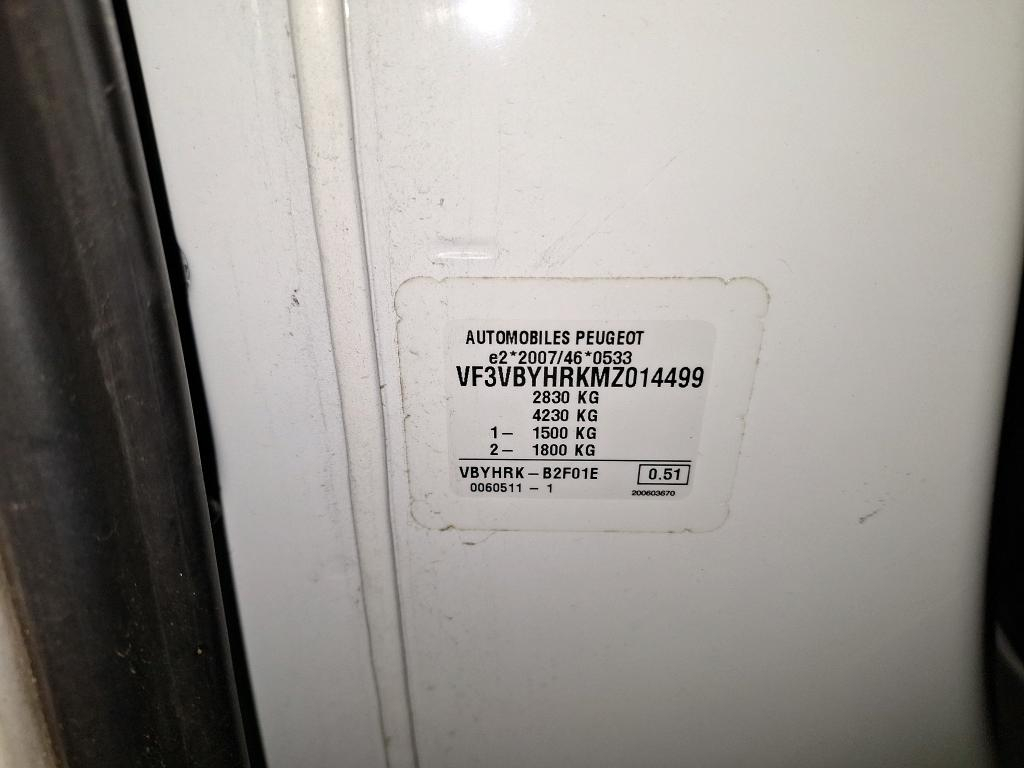 AUTOMOBILES PEUGEOT
e2*2007/46*0533
VF3VBYHRKMZ014499
2830 KG
4230 KG
1– 1500 KG
2– 1800 KG
VBYHRK–B2F01E 0.51
0060511 – 1 200603670